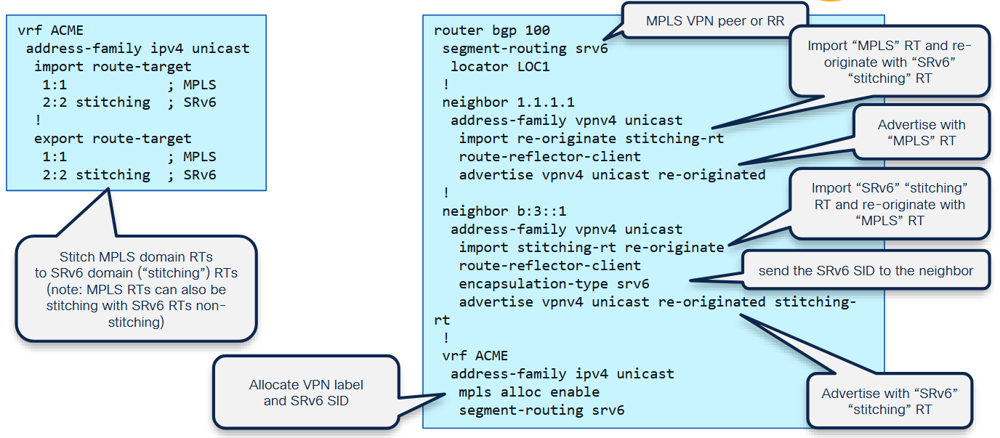 vrf ACME
address-family ipv4 unicast
import route-target
1:1 ; MPLS
2:2 stitching ; SRv6
!
export route-target
1:1 ; MPLS
2:2 stitching ; SRv6
Stitch MPLS domain RTs
to SRv6 domain (“stitching”) RTs
(note: MPLS RTs can also be
stitching with SRv6 RTs non-
stitching)
router bgp 100
segment-routing srv6
locator LOC1
!
neighbor 1.1.1.1
address-family vpnv4 unicast
import re-originate stitching-rt
route-reflector-client
advertise vpnv4 unicast re-originated
!
neighbor b:3::1
address-family vpnv4 unicast
import stitching-rt re-originate
route-reflector-client
encapsulation-type srv6
advertise vpnv4 unicast re-originated stitching-
rt
!
vrf ACME
address-family ipv4 unicast
mpls alloc enable
segment-routing srv6
MPLS VPN peer or RR
Import “MPLS” RT and re-
originate with “SRv6”
“stitching” RT
Advertise with
“MPLS” RT
Import “SRv6” “stitching”
RT and re-originate with
“MPLS” RT
send the SRv6 SID to the neighbor
Advertise with “SRv6”
“stitching” RT
Allocate VPN label
and SRv6 SID